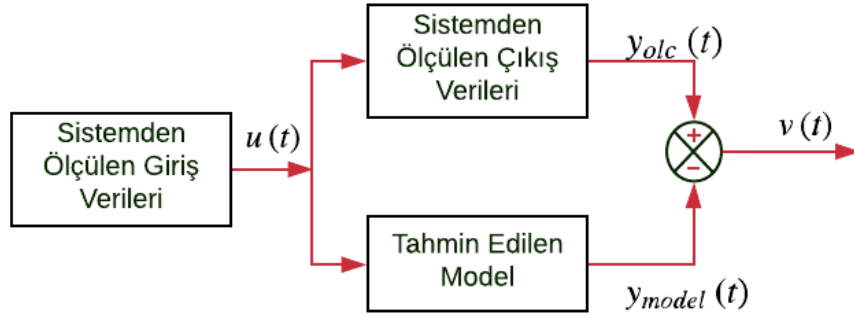 Sistemden
Ölçülen Giriş
Verileri
u (t)
Sistemden
Ölçülen Çıkış
Verileri
y_olc (t)
+
−
v (t)
Tahmin Edilen
Model
y_model (t)